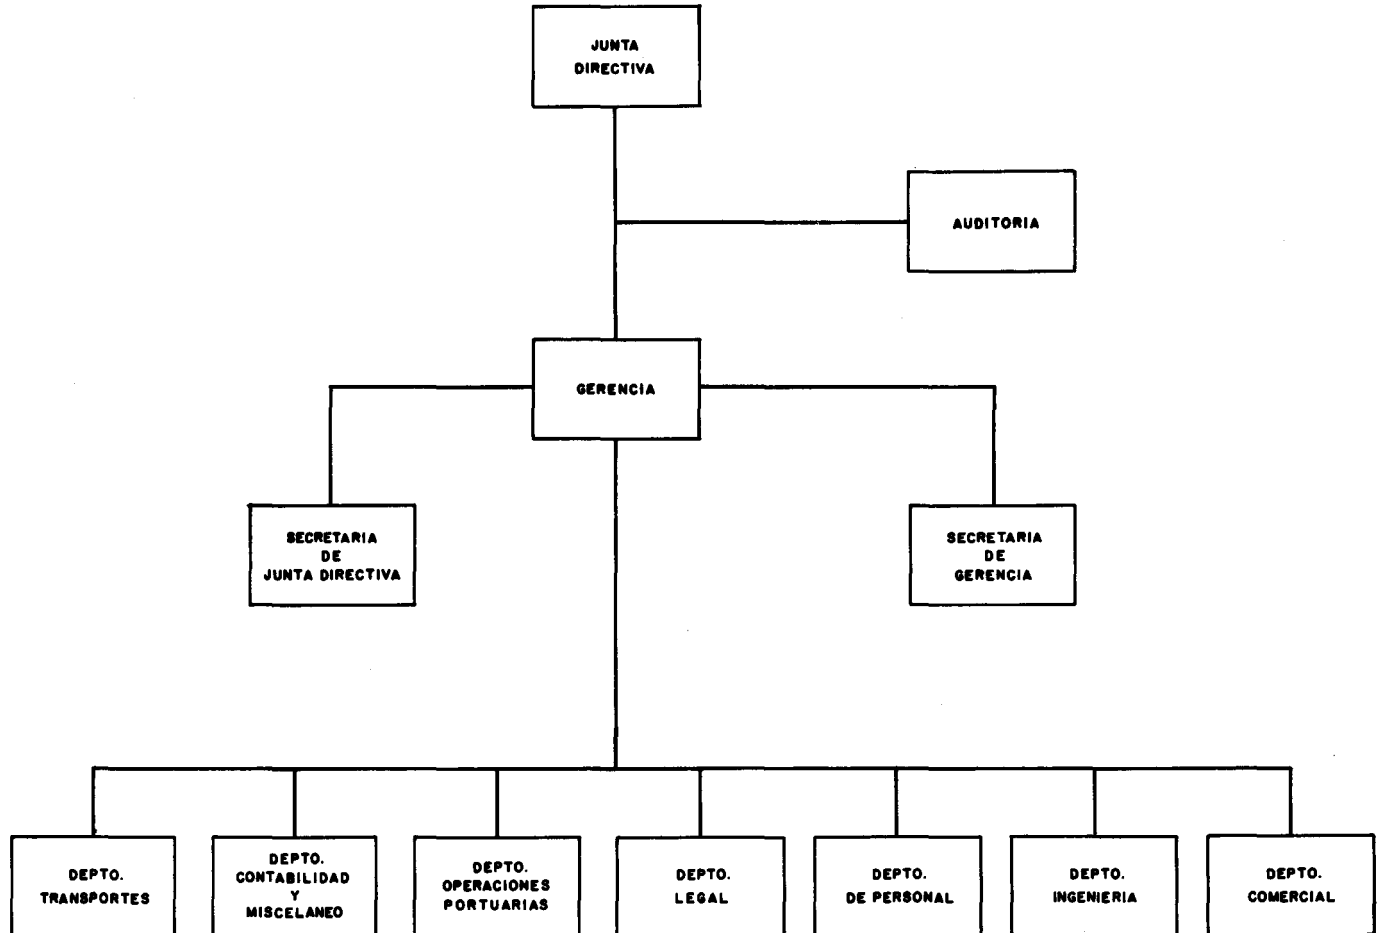 JUNTA
DIRECTIVA
AUDITORIA
GERENCIA
SECRETARIA
DE
JUNTA DIRECTIVA
SECRETARIA
DE
GERENCIA
DEPTO.
TRANSPORTES
DEPTO.
CONTABILIDAD
Y
MISCELANEO
DEPTO.
OPERACIONES
PORTUARIAS
DEPTO.
LEGAL
DEPTO.
DE PERSONAL
DEPTO.
INGENIERIA
DEPTO.
COMERCIAL